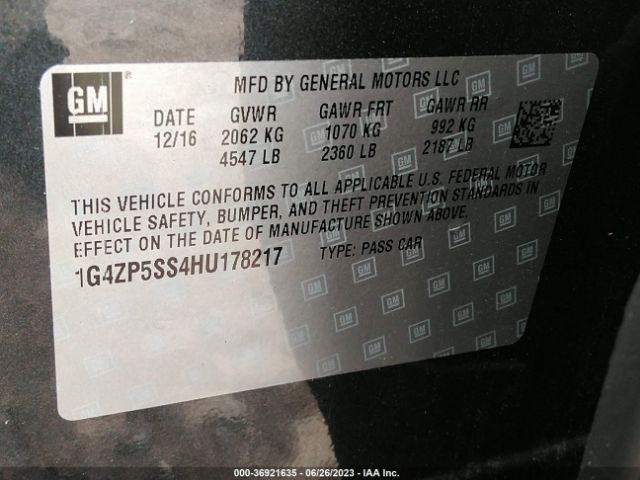 GM
MFD BY GENERAL MOTORS LLC
DATE GVWR GAWR FRT GAWR RR
12/16 2062 KG 1070 KG 992 KG
4547 LB 2360 LB 2187 LB
THIS VEHICLE CONFORMS TO ALL APPLICABLE U.S. FEDERAL MOTOR
VEHICLE SAFETY, BUMPER, AND THEFT PREVENTION STANDARDS IN
EFFECT ON THE DATE OF MANUFACTURE SHOWN ABOVE.
1G4ZP5SS4HU178217 TYPE: PASS CAR
000-36921635 - 06/26/2023 - IAA Inc.